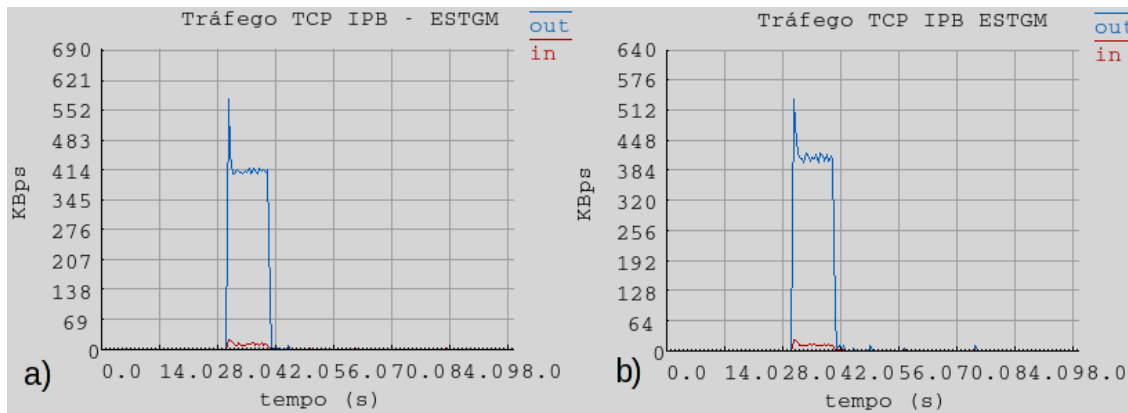 Tráfego TCP IPB - ESTGM
out
in
690
621
552
483
414
345
276
207
138
69
0
KBps
0.0 14.028.042.056.070.084.098.0
tempo (s)
a)
Tráfego TCP IPB ESTGM
out
in
640
576
512
448
384
320
256
192
128
64
0
KBps
0.0 14.028.042.056.070.084.098.0
tempo (s)
b)